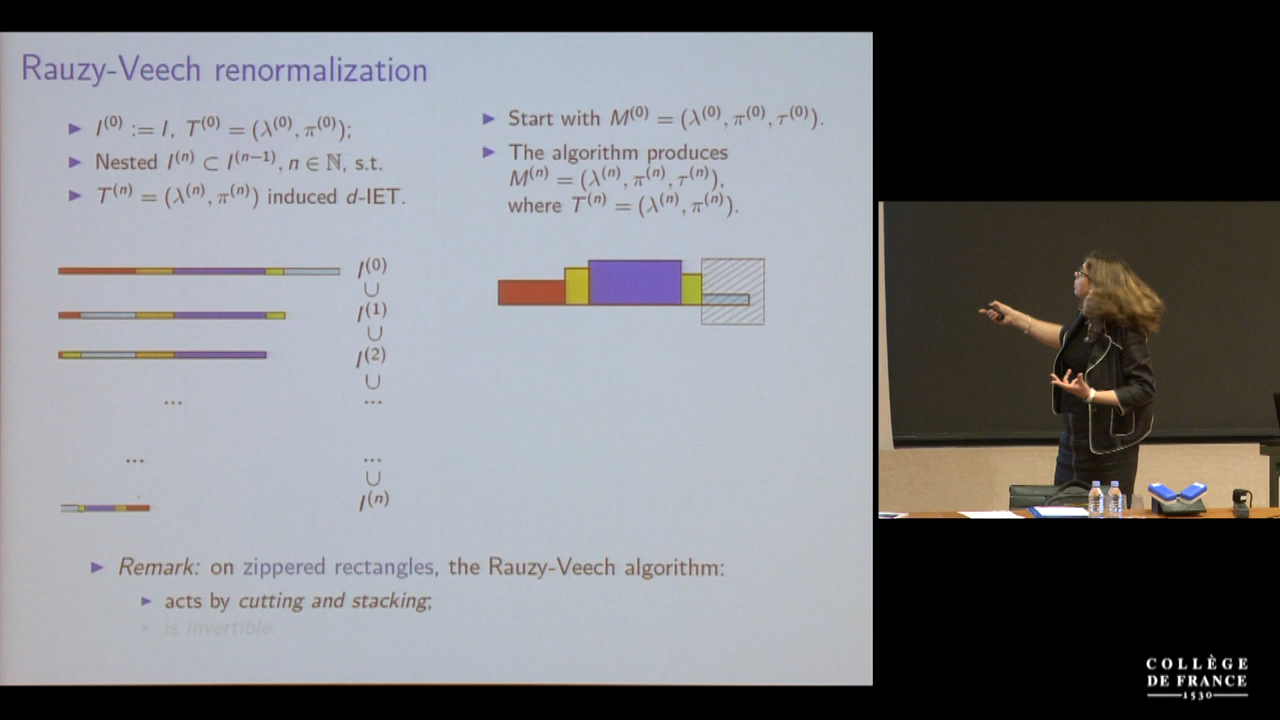 Rauzy-Veech renormalization
▶ I⁽⁰⁾ := I, T⁽⁰⁾ = (λ⁽⁰⁾, π⁽⁰⁾);
▶ Nested I⁽ⁿ⁾ ⊂ I⁽ⁿ⁻¹⁾, n ∈ ℕ, s.t.
▶ T⁽ⁿ⁾ = (λ⁽ⁿ⁾, π⁽ⁿ⁾) induced d-IET.
▶ Start with M⁽⁰⁾ = (λ⁽⁰⁾, π⁽⁰⁾, τ⁽⁰⁾).
▶ The algorithm produces
M⁽ⁿ⁾ = (λ⁽ⁿ⁾, π⁽ⁿ⁾, τ⁽ⁿ⁾),
where T⁽ⁿ⁾ = (λ⁽ⁿ⁾, π⁽ⁿ⁾).
I⁽⁰⁾
∪
I⁽¹⁾
∪
I⁽²⁾
∪
... ...
... ...
∪
I⁽ⁿ⁾
▶ Remark: on zippered rectangles, the Rauzy-Veech algorithm:
▶ acts by cutting and stacking;
▶ is invertible.
COLLÈGE
DE FRANCE
1530